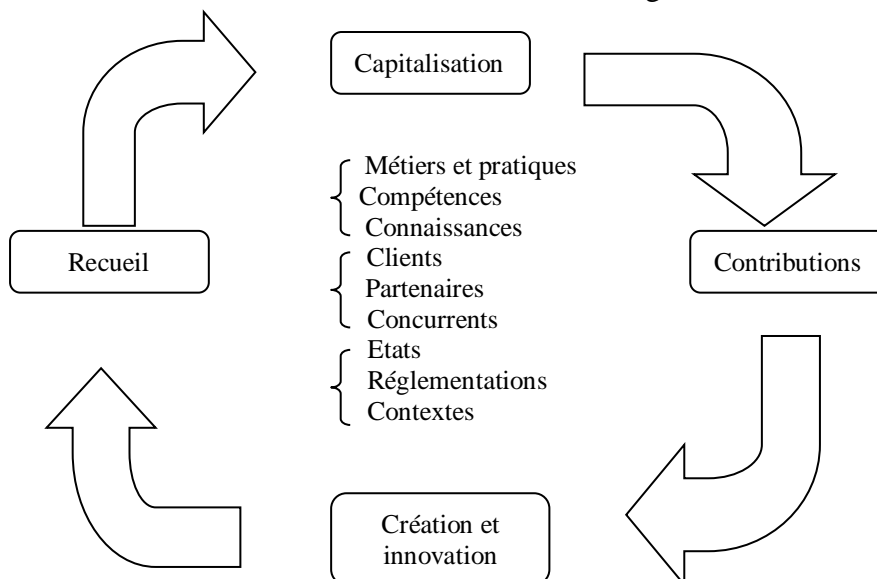 Capitalisation
Métiers et pratiques
Compétences
Connaissances
Recueil
Clients
Contributions
Partenaires
Concurrents
Etats
Réglementations
Contextes
Création et
innovation